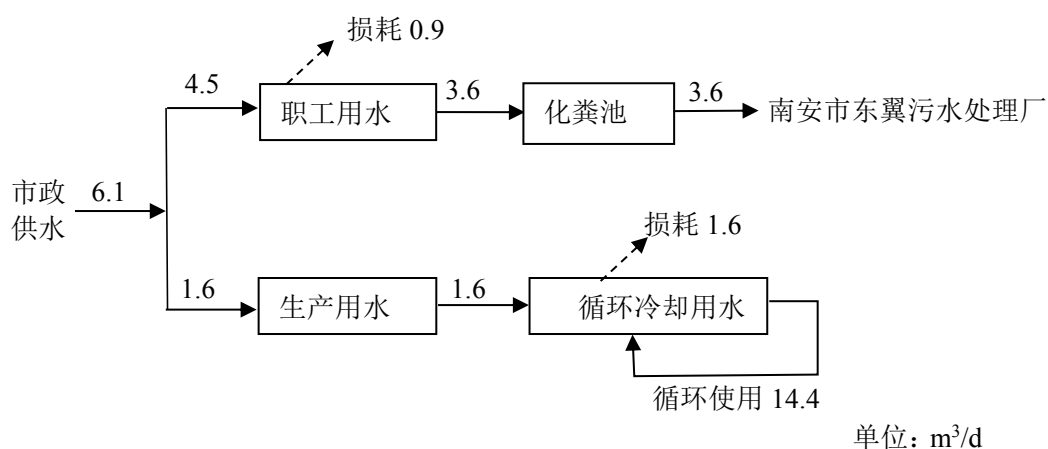 损耗 0.9
4.5
职工用水
3.6
化粪池
3.6
南安市东翼污水处理厂
市政
供水
6.1
损耗 1.6
1.6
生产用水
1.6
循环冷却用水
循环使用 14.4
单位：m³/d